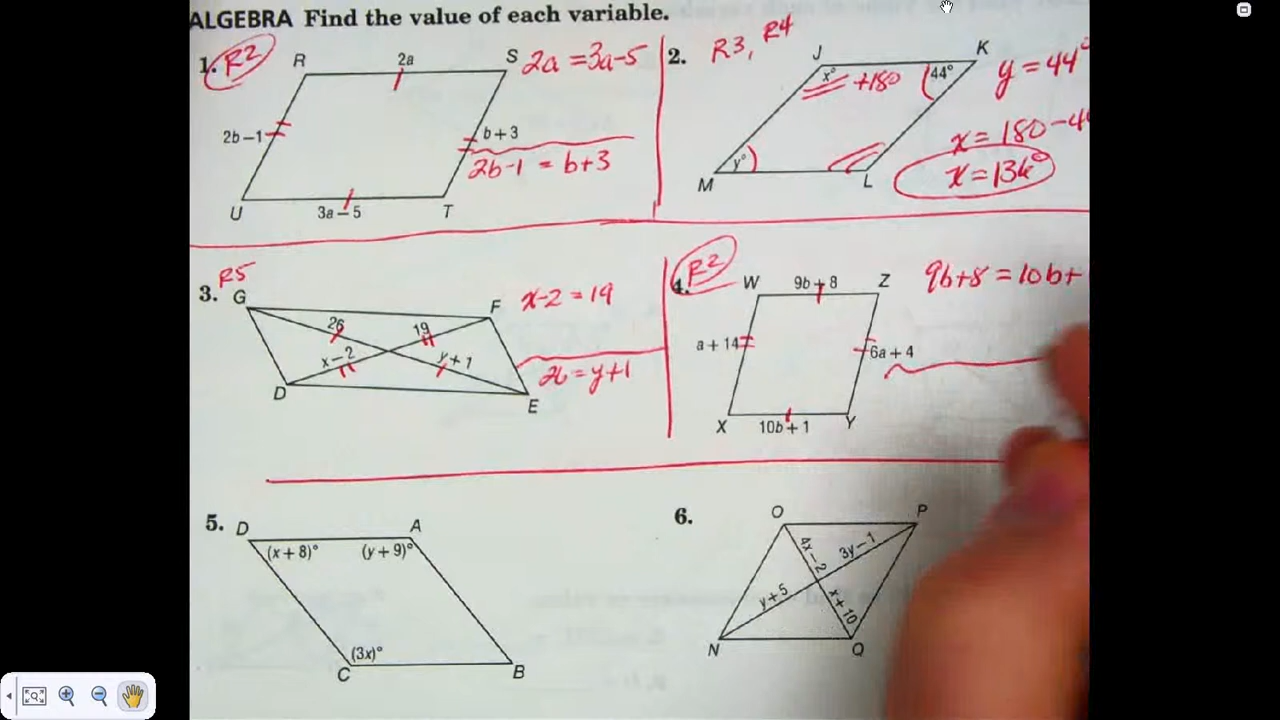 ALGEBRA Find the value of each variable.
1. R2
R
2a
S
2a = 3a-5
2b - 1
b + 3
2b-1 = b+3
U
3a - 5
T
2. R3, R4
J
K
x°
+180
44°
y = 44°
x = 180 - 4
x = 136°
y°
M
L
R5
3.
G
F
x-2 = 19
26
19
x - 2
y + 1
D
E
26 = y+1
R2
4.
W
9b + 8
Z
9b+8 = 10b+
a + 14
6a + 4
X
10b + 1
Y
5.
D
A
(x + 8)°
(y + 9)°
(3x)°
C
B
6.
O
P
4x - 2
3y - 1
y + 5
x + 10
N
Q